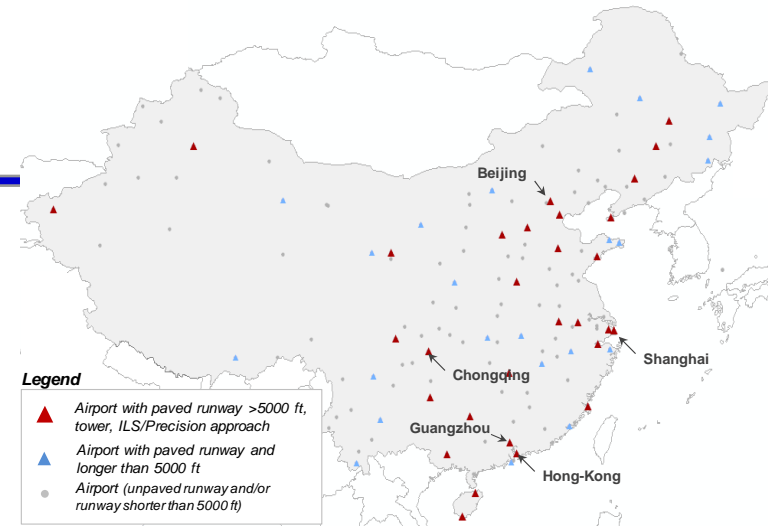 Beijing
Shanghai
Chongqing
Guangzhou
Hong-Kong
Legend
Airport with paved runway >5000 ft,
tower, ILS/Precision approach
Airport with paved runway and
longer than 5000 ft
Airport (unpaved runway and/or
runway shorter than 5000 ft)